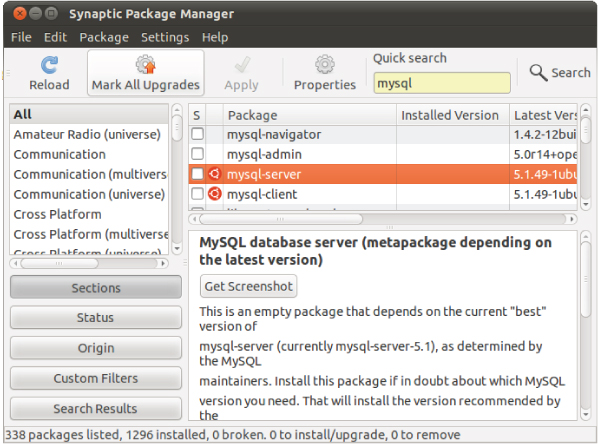 Synaptic Package Manager
File Edit Package Settings Help
Reload
Mark All Upgrades
Apply
Properties
Quick search
mysql
Search
All
Amateur Radio (universe)
Communication
Communication (multivers
Communication (universe)
Cross Platform
Cross Platform (multiverse
Cross Platform (universe)
Sections
Status
Origin
Custom Filters
Search Results
S Package Installed Version Latest Vers
mysql-navigator 1.4.2-12bui
mysql-admin 5.0r14+ope
mysql-server 5.1.49-1ubu
mysql-client 5.1.49-1ubu
MySQL database server (metapackage depending on
the latest version)
Get Screenshot
This is an empty package that depends on the current "best"
version of
mysql-server (currently mysql-server-5.1), as determined by
the MySQL
maintainers. Install this package if in doubt about which MySQL
version you need. That will install the version recommended by
the
338 packages listed, 1296 installed, 0 broken. 0 to install/upgrade, 0 to remove